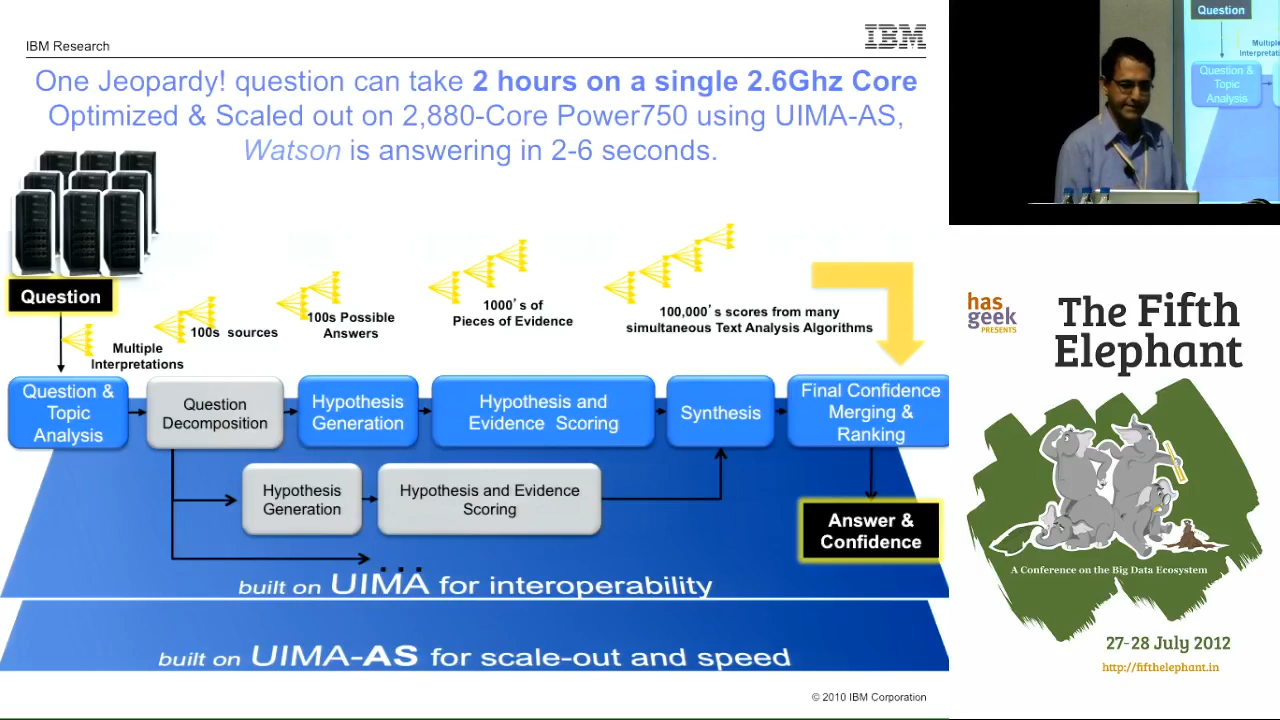 IBM Research
IBM
One Jeopardy! question can take 2 hours on a single 2.6Ghz Core
Optimized & Scaled out on 2,880-Core Power750 using UIMA-AS,
Watson is answering in 2-6 seconds.
Question
Multiple
Interpretations
100s sources
100s Possible
Answers
1000's of
Pieces of Evidence
100,000's scores from many
simultaneous Text Analysis Algorithms
Question &
Topic
Analysis
Question
Decomposition
Hypothesis
Generation
Hypothesis and
Evidence Scoring
Synthesis
Final Confidence
Merging &
Ranking
Hypothesis
Generation
Hypothesis and Evidence
Scoring
Answer &
Confidence
...
built on UIMA for interoperability
built on UIMA-AS for scale-out and speed
© 2010 IBM Corporation
Question
Multiple
Question &
Topic
Analysis
has
geek
PRESENTS
The Fifth
Elephant
A Conference on the Big Data Ecosystem
27-28 July 2012
http://fifthelephant.in